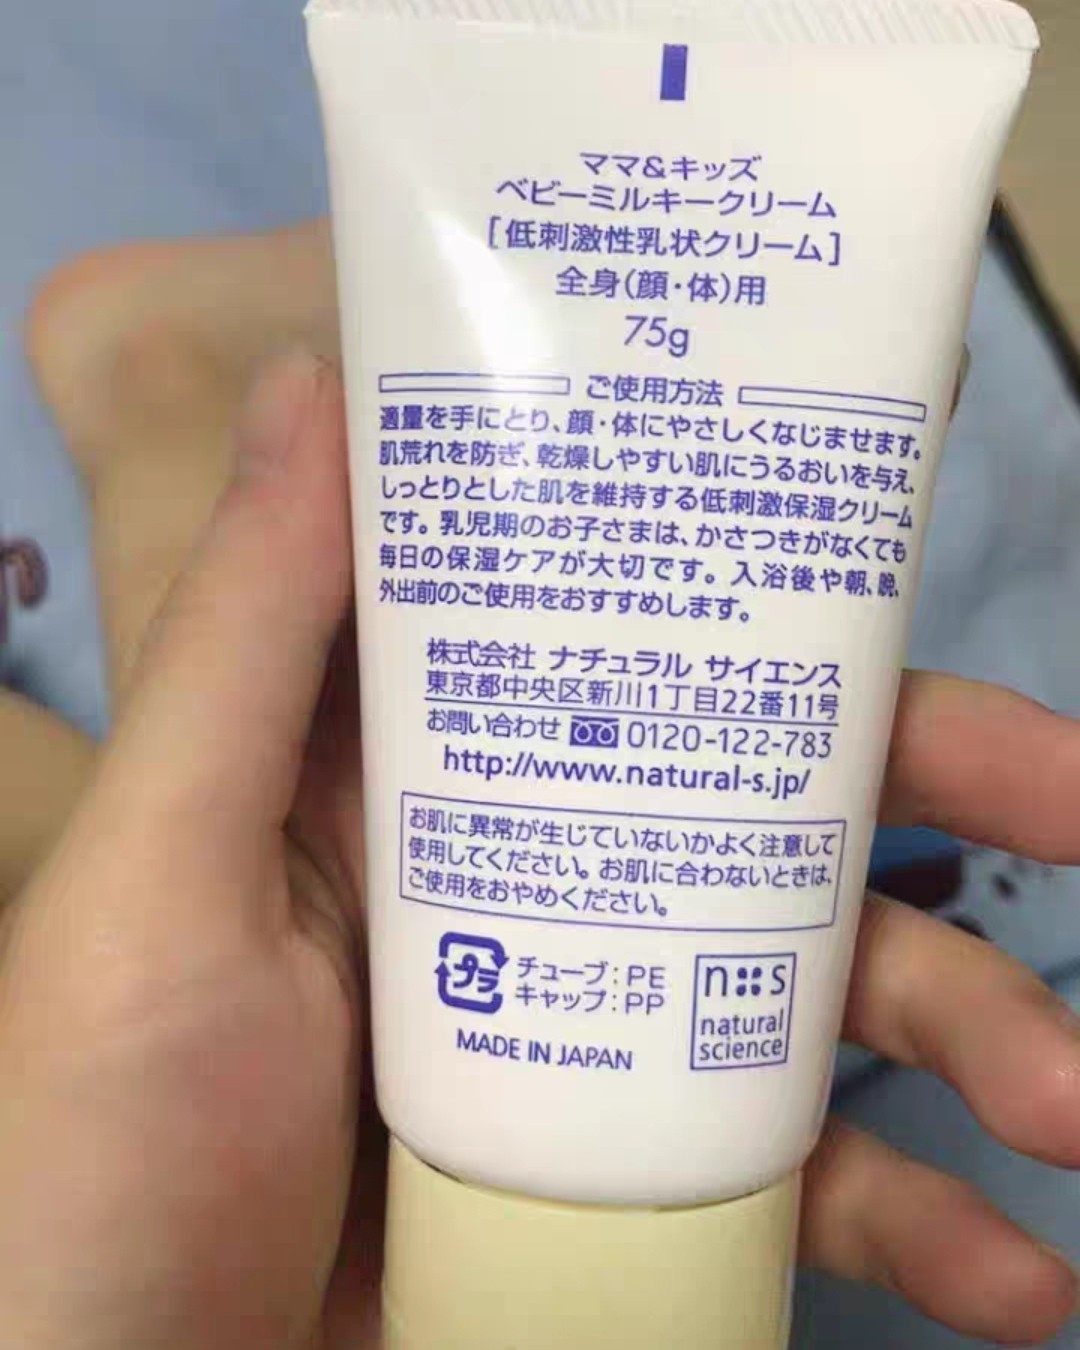 ママ&キッズ
ベビーミルキークリーム
[低刺激性乳状クリーム]
全身(顔・体)用
75g
ご使用方法
適量を手にとり、顔・体にやさしくなじませます。
肌荒れを防ぎ、乾燥しやすい肌にうるおいを与え、
しっとりとした肌を維持する低刺激保湿クリーム
です。乳児期のお子さまは、かさつきがなくても
毎日の保湿ケアが大切です。入浴後や朝、晩、
外出前のご使用をおすすめします。
株式会社 ナチュラル サイエンス
東京都中央区新川1丁目22番11号
お問い合わせ 0120-122-783
http://www.natural-s.jp/
お肌に異常が生じていないかよく注意して
使用してください。お肌に合わないときは、
ご使用をおやめください。
プラ
チューブ:PE
キャップ:PP
MADE IN JAPAN
n::s
natural
science